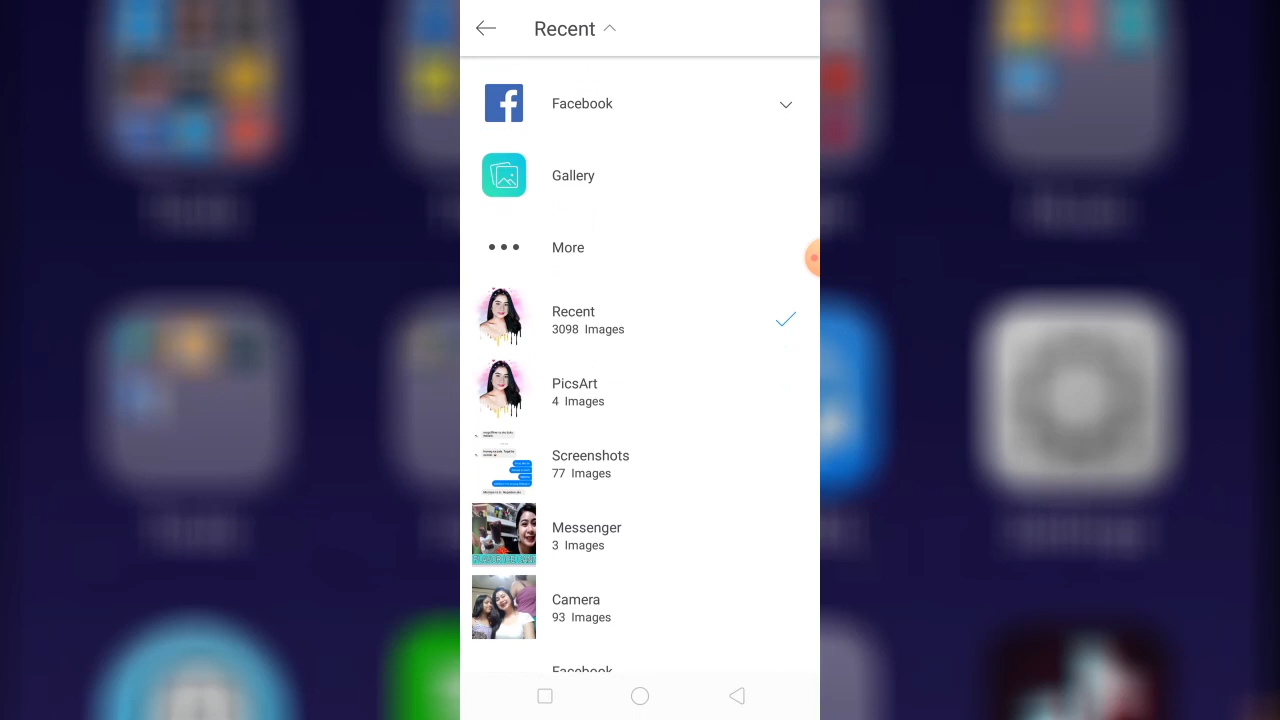 Recent
Facebook
Gallery
More
Recent
3098 Images
PicsArt
4 Images
Screenshots
77 Images
Messenger
3 Images
Camera
93 Images
Facebook